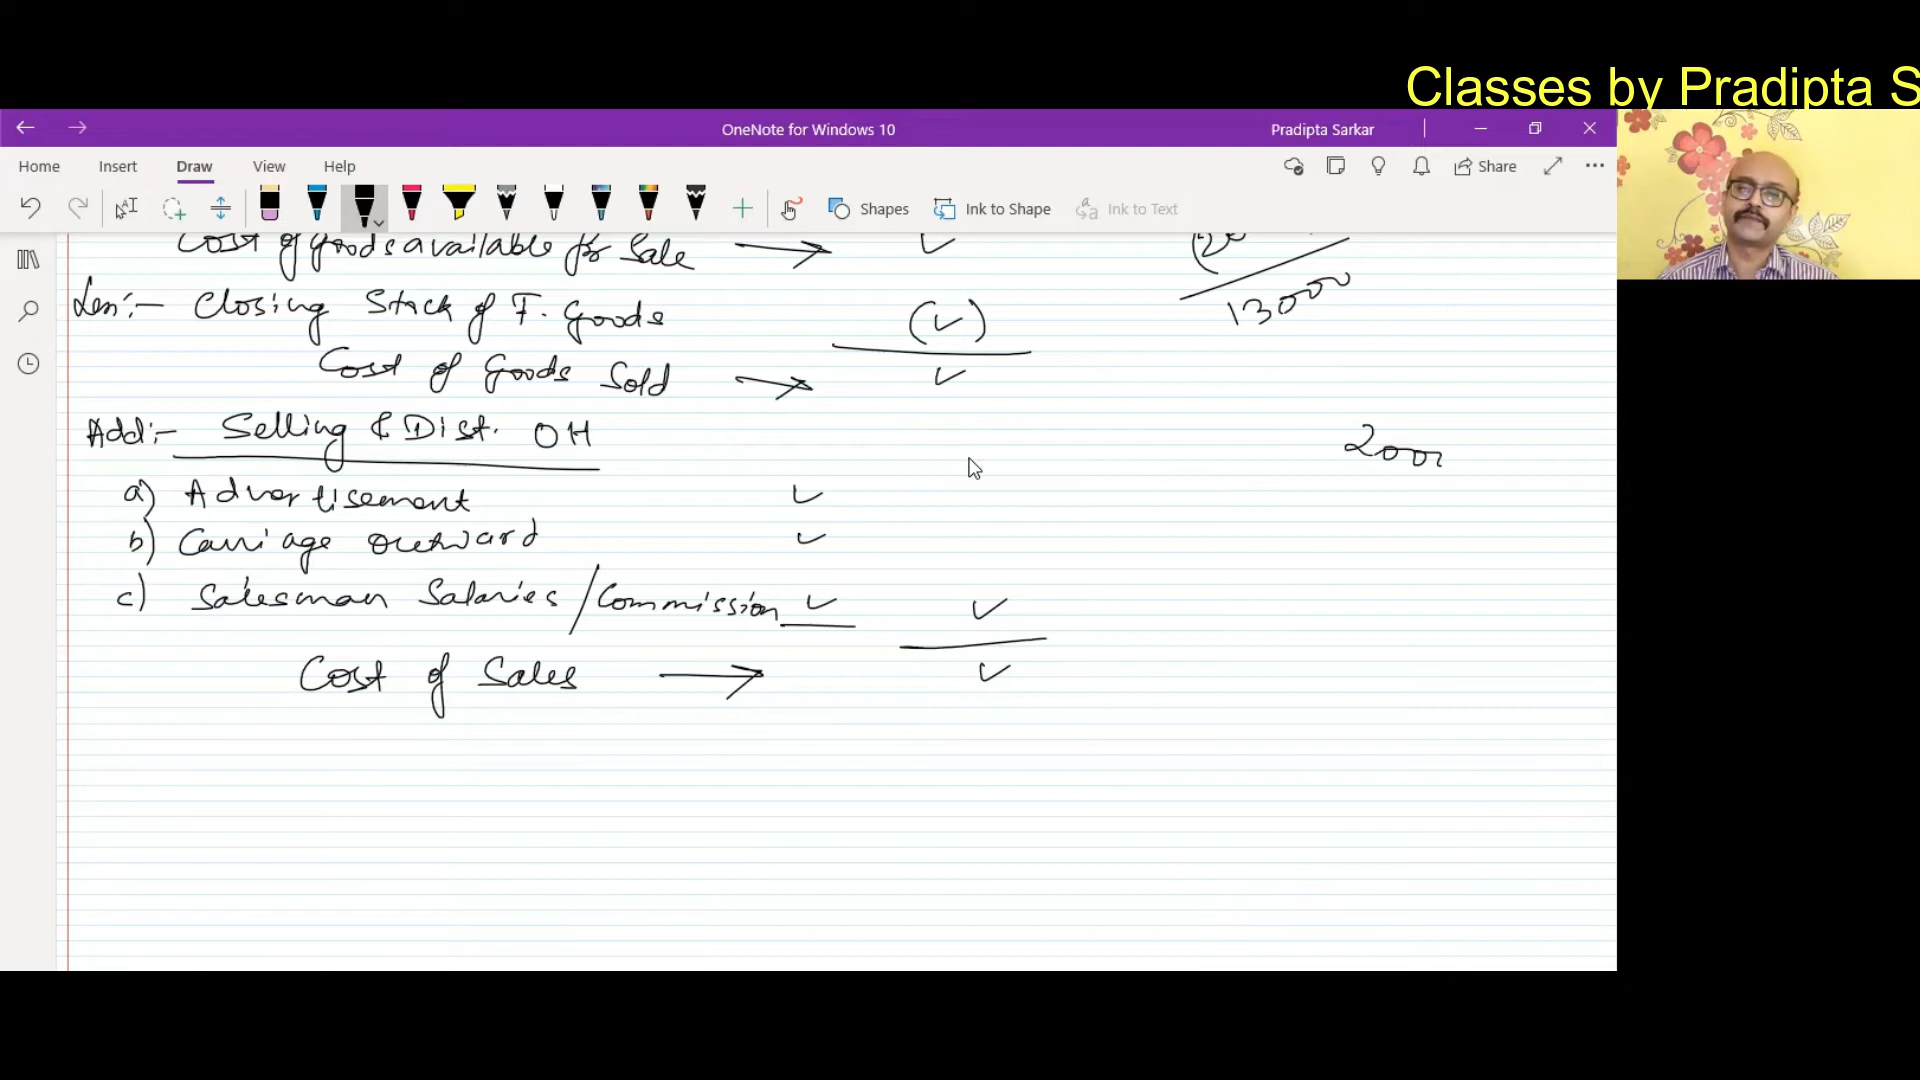 Classes by Pradipta S
OneNote for Windows 10
Pradipta Sarkar
Home Insert Draw View Help
Share
Shapes Ink to Shape Ink to Text
Cost of goods available for Sale → ✓
Less:- Closing Stock of F. Goods (✓)
13000
Cost of Goods Sold → ✓
Add:- Selling & Dist. OH
2000
a) Advertisement ✓
b) Carriage outward ✓
c) Salesman Salaries / Commission ✓ ✓
Cost of Sales → ✓